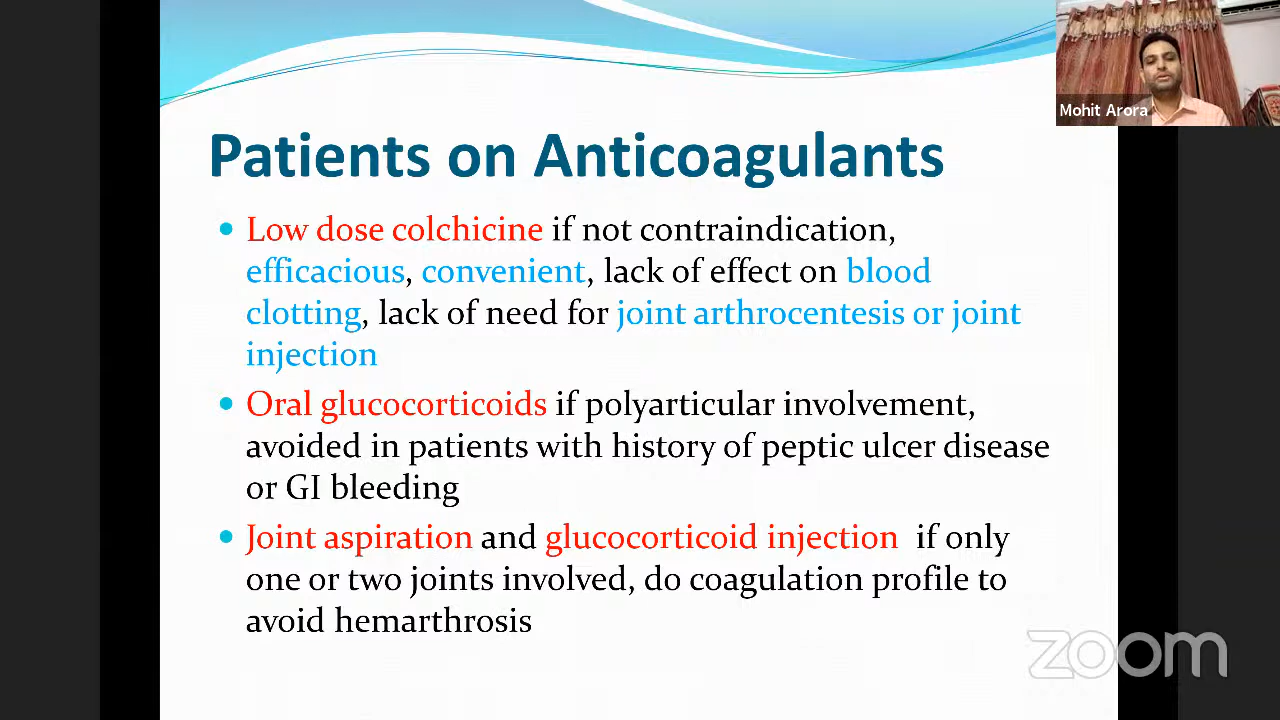 Mohit Arora
Patients on Anticoagulants
• Low dose colchicine if not contraindication,
efficacious, convenient, lack of effect on blood
clotting, lack of need for joint arthrocentesis or joint
injection
• Oral glucocorticoids if polyarticular involvement,
avoided in patients with history of peptic ulcer disease
or GI bleeding
• Joint aspiration and glucocorticoid injection if only
one or two joints involved, do coagulation profile to
avoid hemarthrosis
zoom